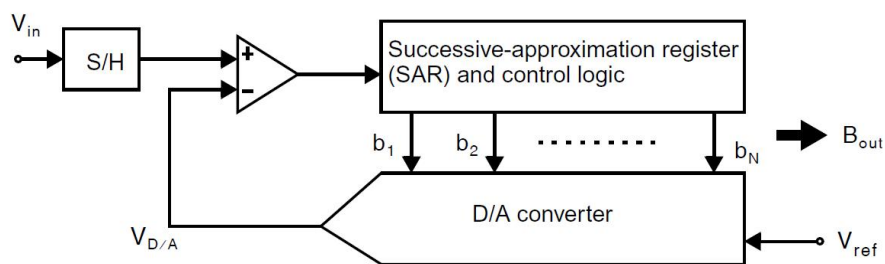 V_in
S/H
+
−
Successive-approximation register
(SAR) and control logic
b_1
b_2
b_N
B_out
D/A converter
V_D/A
V_ref